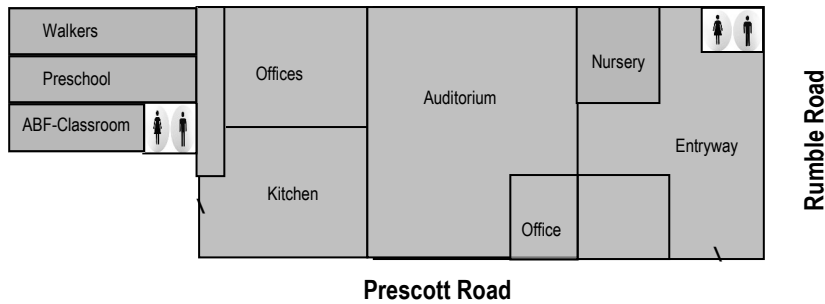 Walkers
Preschool
ABF-Classroom
Offices
Kitchen
Auditorium
Nursery
Entryway
Office
Rumble Road
Prescott Road